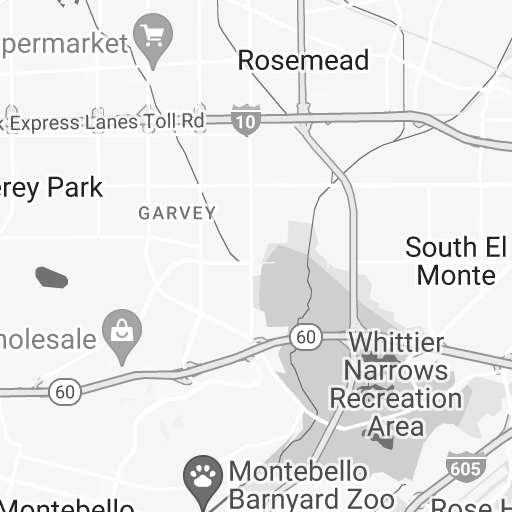 permarket
Rosemead
Express Lanes Toll Rd
10
rey Park
GARVEY
South El
Monte
holesale
60
Whittier
Narrows
Recreation
Area
60
605
Montebello
Barnyard Zoo
Montebello
Rose H